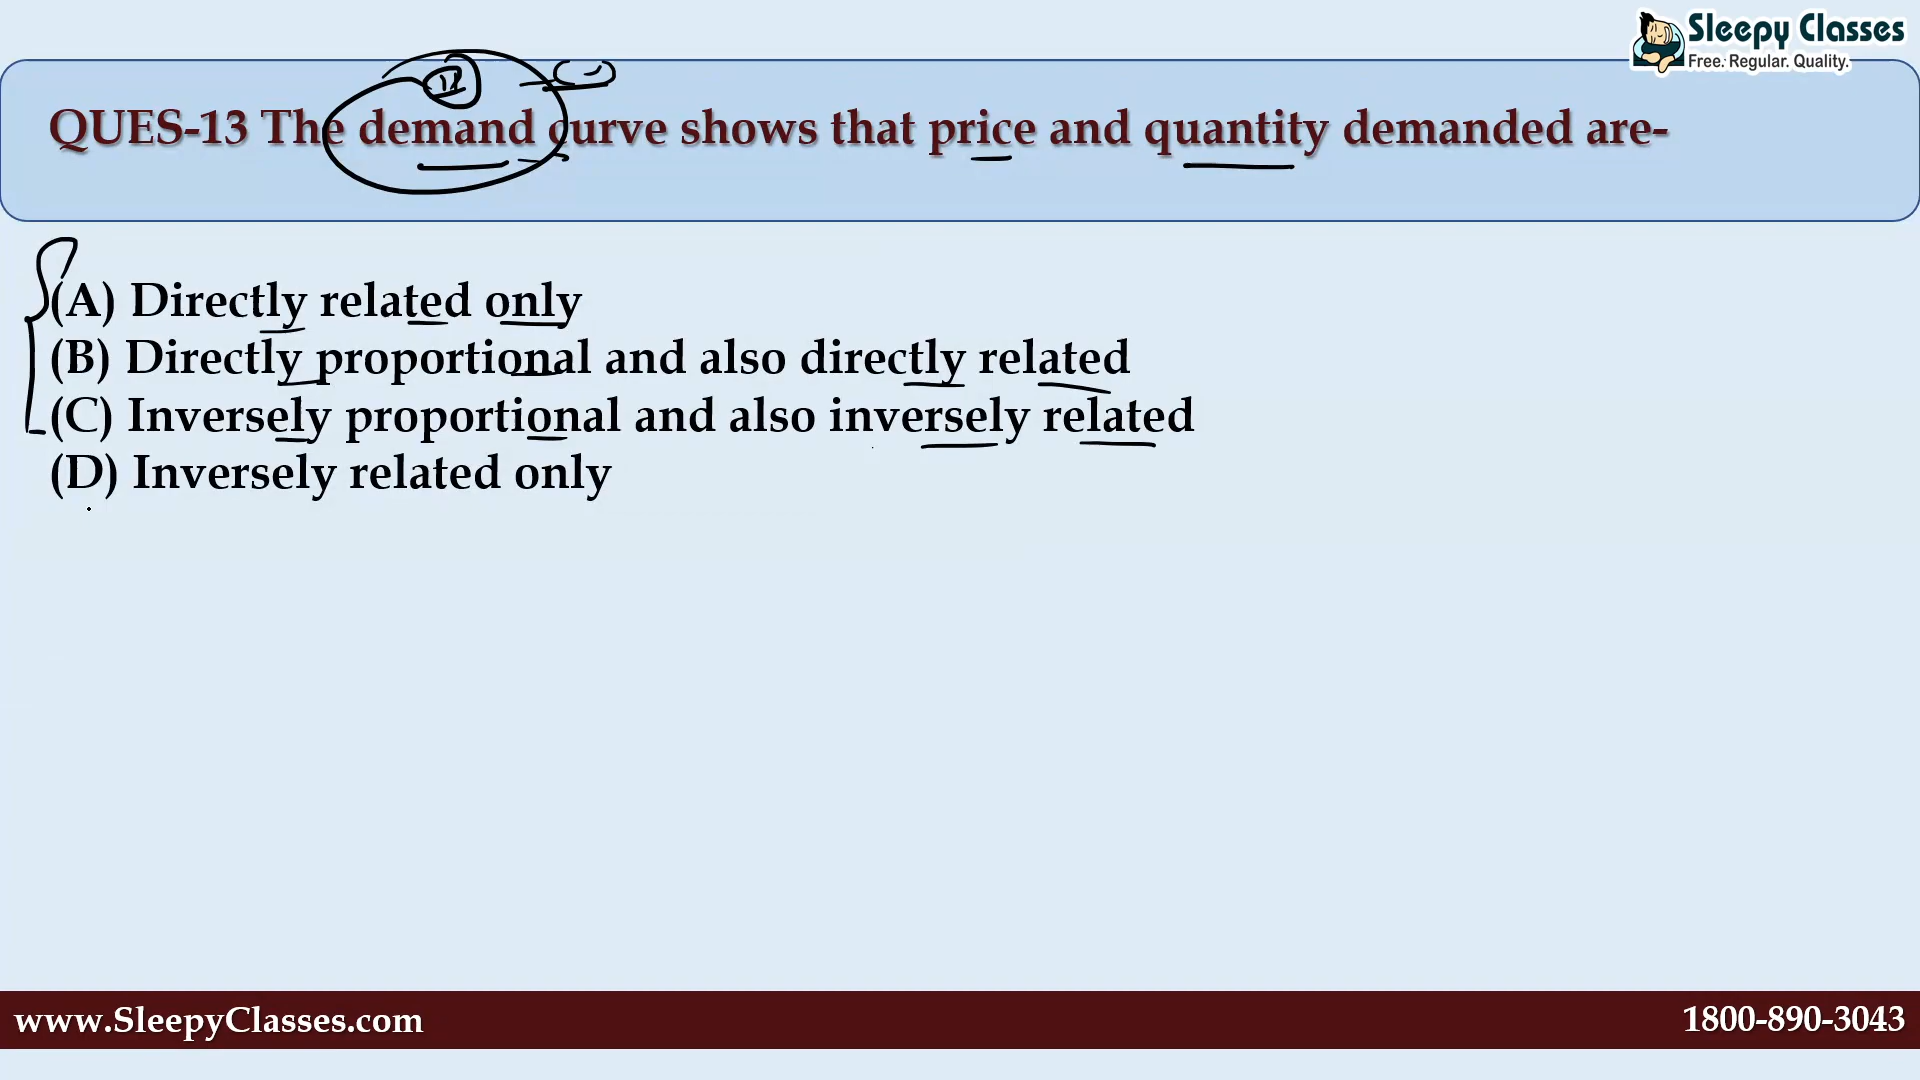 Sleepy Classes
Free. Regular. Quality.
QUES-13 The demand curve shows that price and quantity demanded are-
(A) Directly related only
(B) Directly proportional and also directly related
(C) Inversely proportional and also inversely related
(D) Inversely related only
www.SleepyClasses.com
1800-890-3043